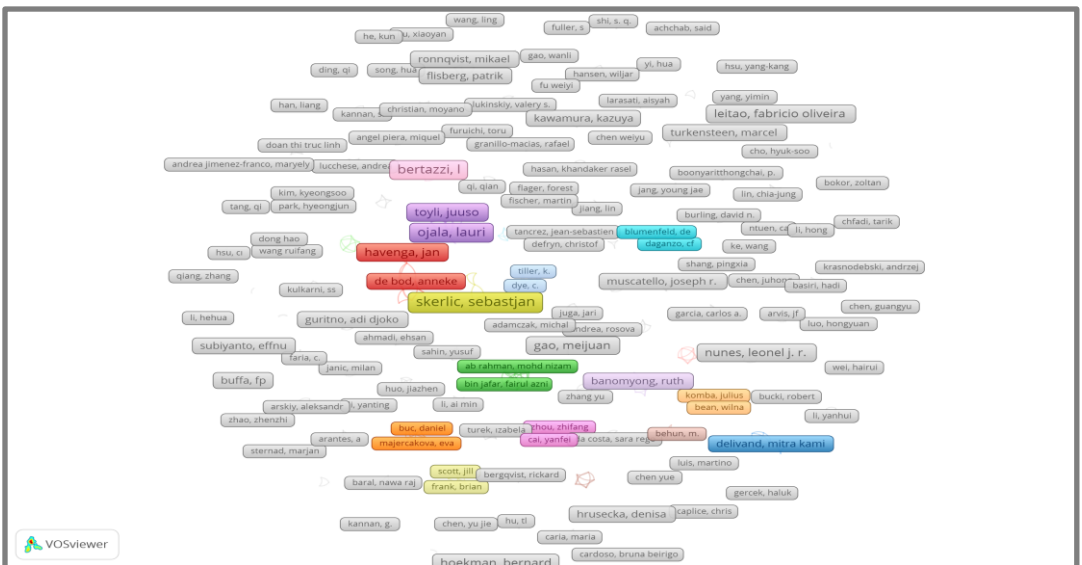 wang, ling
shi, s. q.
fuller, s
achchab, said
he, kun
u, xiaoyan
gao, wanli
ronnqvist, mikael
yi, hua
hsu, yang-kang
ding, qi
song, hua
flisberg, patrik
hansen, wiljar
fu weiyi
yang, yimin
han, liang
kannan, s
christian, moyano
lukinskiy, valery s.
larasati, aisyah
leitao, fabricio oliveira
kawamura, kazuya
furuichi, toru
turkensteen, marcel
angel piera, miquel
chen weiyu
doan thi truc linh
granillo-macias, rafael
cho, hyuk-soo
andrea jimenez-franco, maryely
lucchese, andrea
bertazzi, l
hasan, khandaker rasel
boonyaritthongchai, p.
bokor, zoltan
qi, qian
flager, forest
jang, young jae
lin, chia-jung
kim, kyeongsoo
fischer, martin
tang, qi
park, hyeongjun
toyli, juuso
jiang, lin
burling, david n.
chfadi, tarik
ojala, lauri
tancrez, jean-sebastien
blumenfeld, de
ntuen, ca
li, hong
dong hao
defryn, christof
daganzo, cf
ke, wang
hsu, ci
wang ruifang
havenga, jan
shang, pingxia
krasnodebski, andrzej
qiang, zhang
tiller, k.
de bod, anneke
dye, c.
muscatello, joseph r.
chen, juhong
basiri, hadi
kulkarni, ss
skerlic, sebastjan
chen, guangyu
li, hehua
guritno, adi djoko
juga, jari
garcia, carlos a.
arvis, jf
luo, hongyuan
adamczak, michal
andrea, rosova
ahmadi, ehsan
subiyanto, effnu
sahin, yusuf
gao, meijuan
nunes, leonel j. r.
faria, c.
janic, milan
ab rahman, mohd nizam
wei, hairui
buffa, fp
huo, jiazhen
bin jafar, fairul azni
banomyong, ruth
zhang yu
komba, julius
bucki, robert
arskiy, aleksandr
i, yanting
li, ai min
bean, wilna
li, yanhui
zhao, zhenzhi
buc, daniel
turek, izabela
zhou, zhifang
arantes, a
majercakova, eva
cai, yanfei
da costa, sara reg
behun, m.
delivand, mitra kami
sternad, marjan
scott, jill
bergqvist, rickard
luis, martino
baral, nawa raj
frank, brian
chen yue
gercek, haluk
kannan, g.
chen, yu jie
hu, tl
hrusecka, denisa
caplice, chris
caria, maria
VOSviewer
hoekman, bernard
cardoso, bruna beirigo